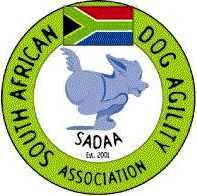 SOUTH AFRICAN DOG AGILITY
ASSOCIATION
SADAA
Est. 2001